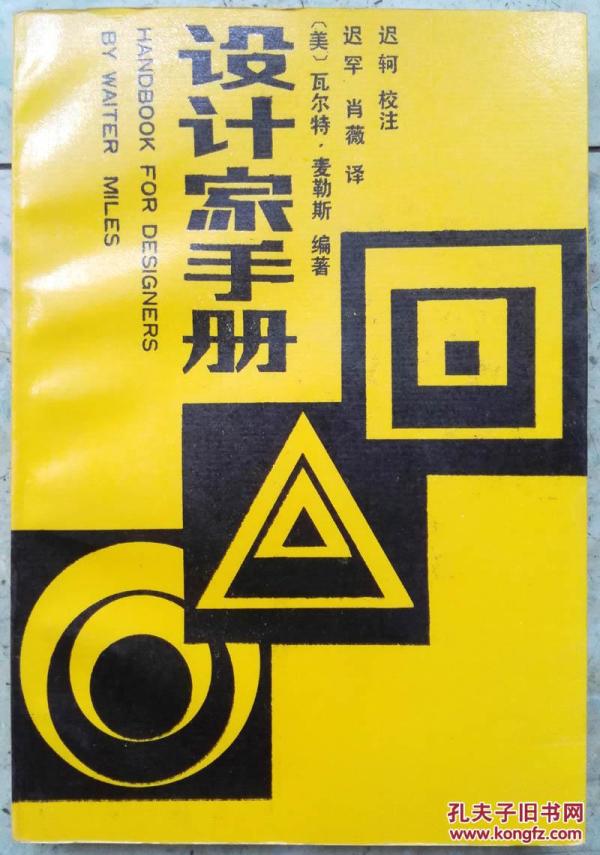 迟轲 校注
迟罕 肖薇 译
〔美〕瓦尔特·麦勒斯 编著
设计家手册
HANDBOOK FOR DESIGNERS
BY WAITER MILES
孔夫子旧书网
www.kongfz.com